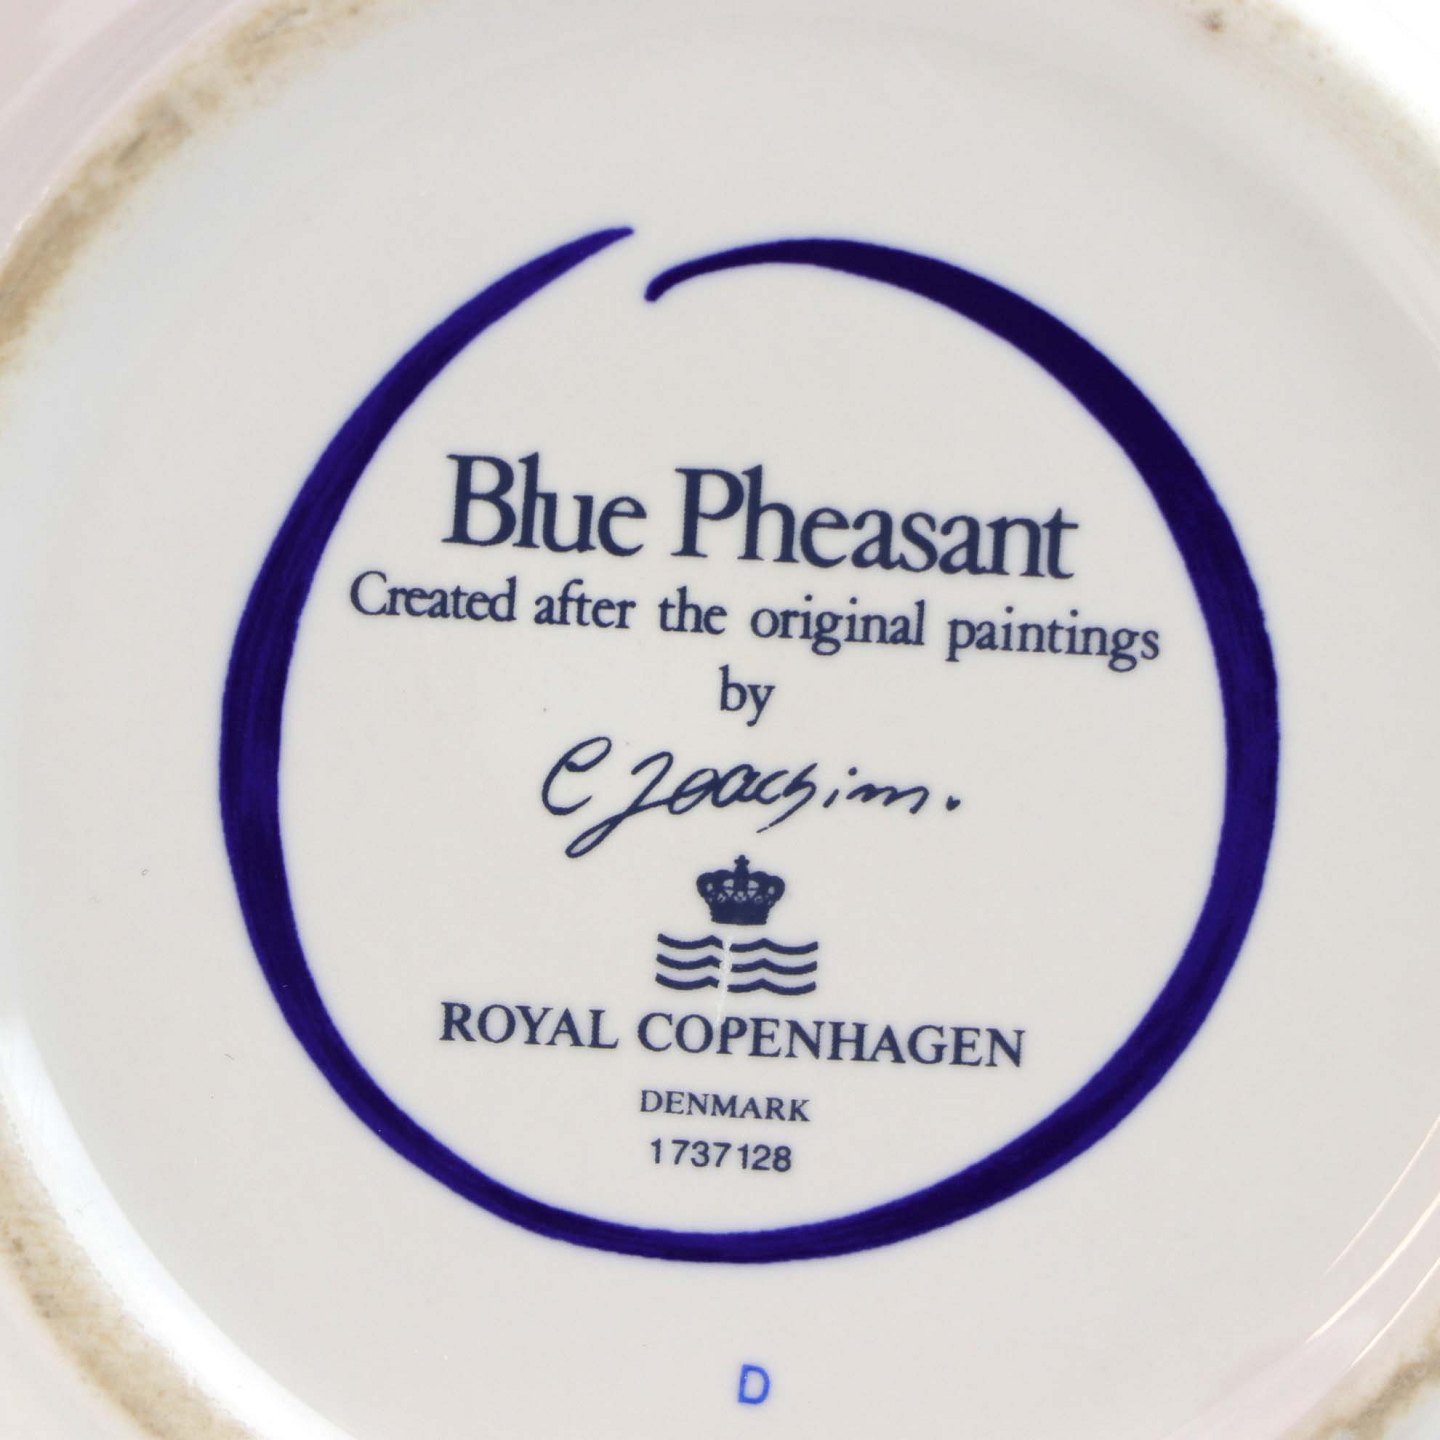 Blue Pheasant
Created after the original paintings
by
C Joachim.
ROYAL COPENHAGEN
DENMARK
1737128
D